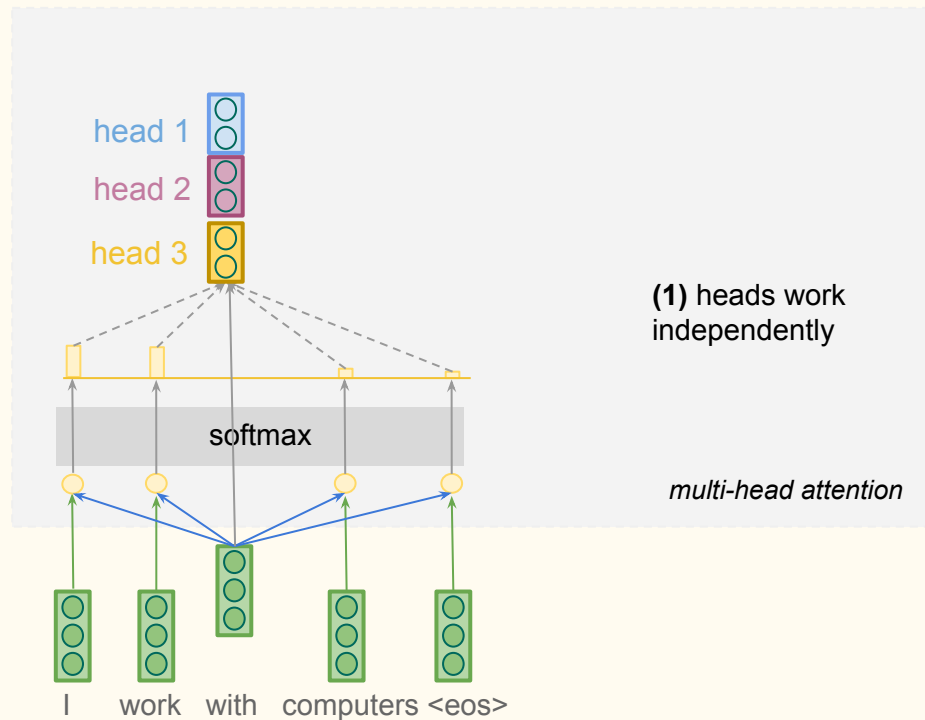 head 1
head 2
head 3
(1) heads work
independently
softmax
multi-head attention
I work with computers <eos>